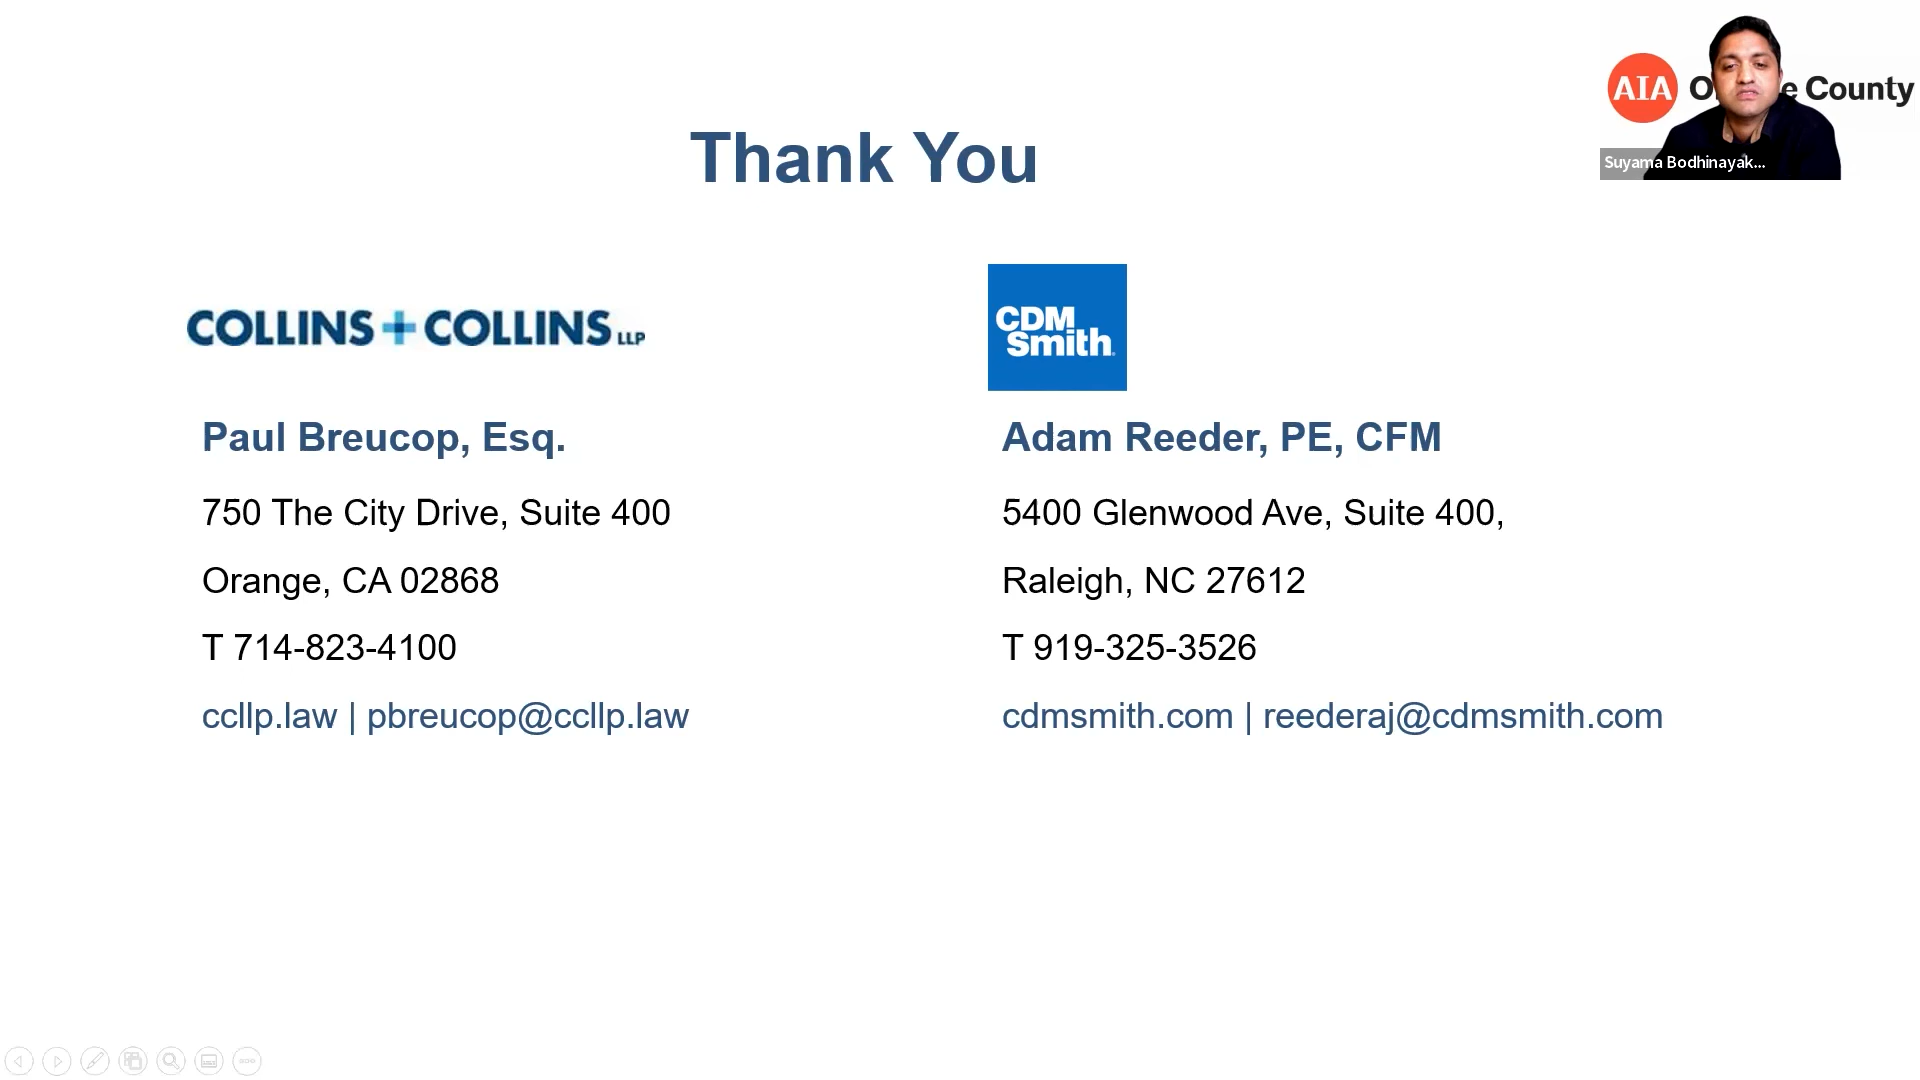 AIA O e County
Suyama Bodhinayak...
Thank You
COLLINS + COLLINS LLP
CDM
Smith
Paul Breucop, Esq.
750 The City Drive, Suite 400
Orange, CA 02868
T 714-823-4100
ccllp.law | pbreucop@ccllp.law
Adam Reeder, PE, CFM
5400 Glenwood Ave, Suite 400,
Raleigh, NC 27612
T 919-325-3526
cdmsmith.com | reederaj@cdmsmith.com